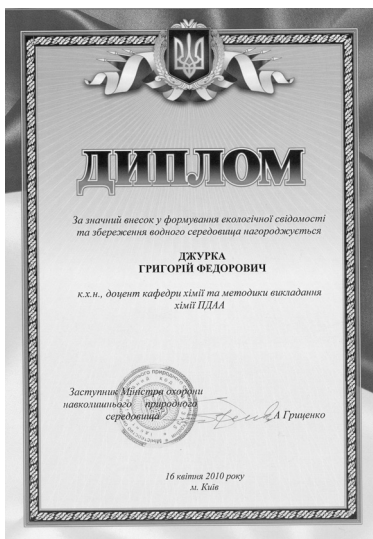 ДИПЛОМ
За значний внесок у формування екологічної свідомості
та збереження водного середовища нагороджується
ДЖУРКА
ГРИГОРІЙ ФЕДОРОВИЧ
к.х.н., доцент кафедри хімії та методики викладання
хімії ПДАА
Заступник Міністра охорони
навколишнього природного
середовища
А Гриценко
16 квітня 2010 року
м. Київ